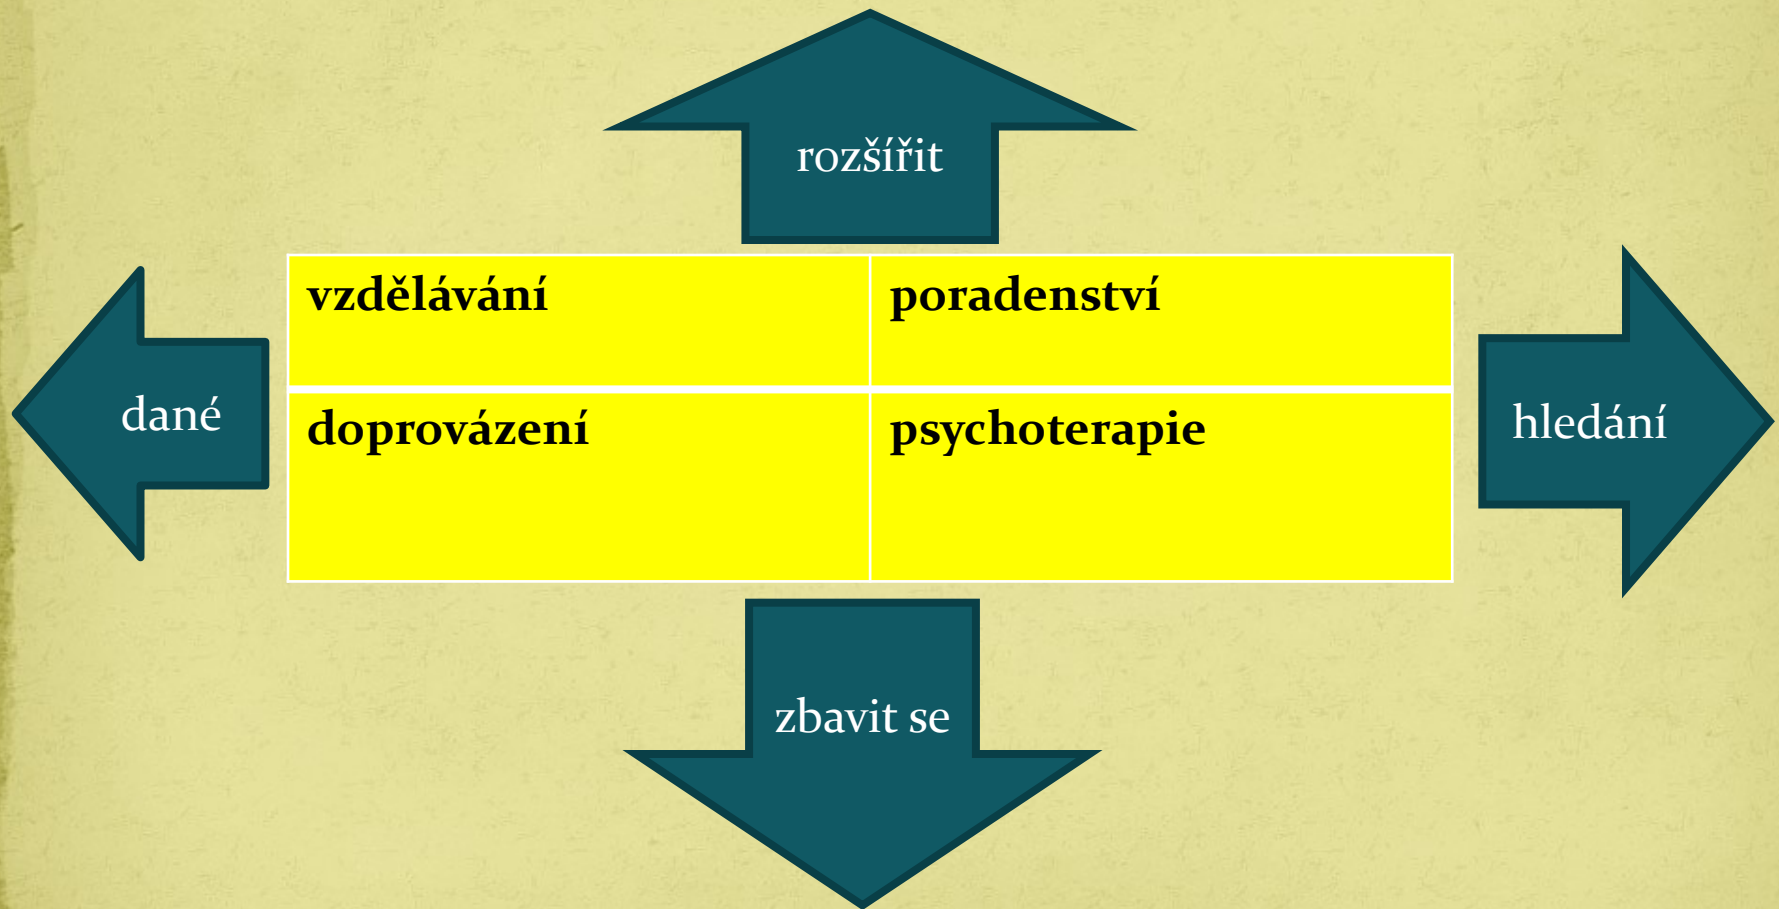 rozšířit
vzdělávání
poradenství
dané
doprovázení
psychoterapie
hledání
zbavit se